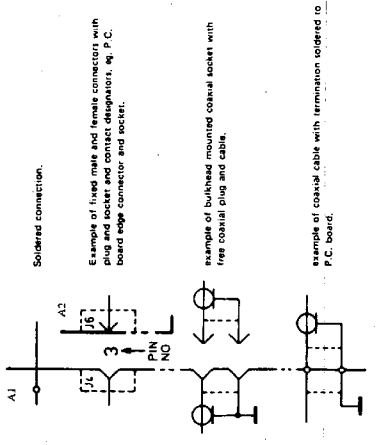 A1
Soldered connection.
A2
J4
J6
3
PIN
NO
Example of fixed male and female connectors with
plug and socket and contact designators, eg. P.C.
board edge connector and socket.
example of bulkhead mounted coaxial socket with
free coaxial plug and cable.
example of coaxial cable with termination soldered to
P.C. board.